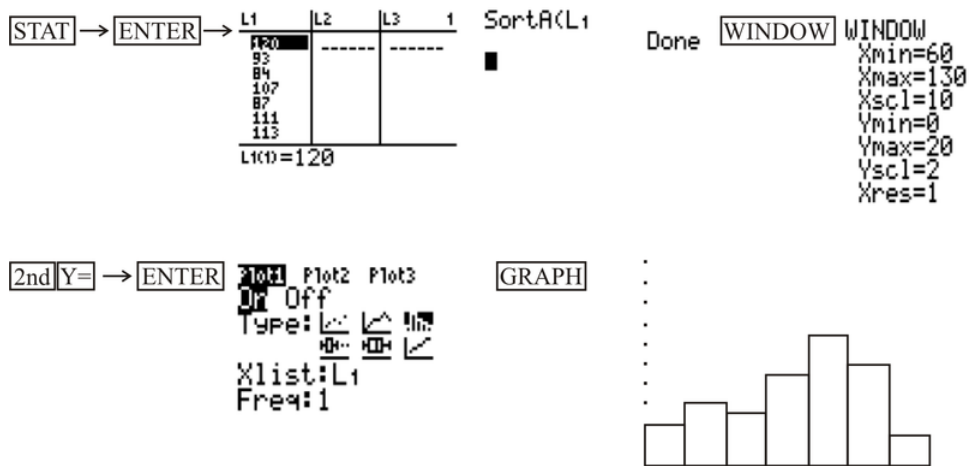 STAT → ENTER →
L1 L2 L3 1
120 ------ ------
93
84
107
87
111
113
L1(1)=120
SortA(L1
Done
WINDOW
WINDOW
Xmin=60
Xmax=130
Xscl=10
Ymin=0
Ymax=20
Yscl=2
Xres=1
2nd Y= → ENTER
Plot1 Plot2 Plot3
On Off
Type:
Xlist:L1
Freq:1
GRAPH